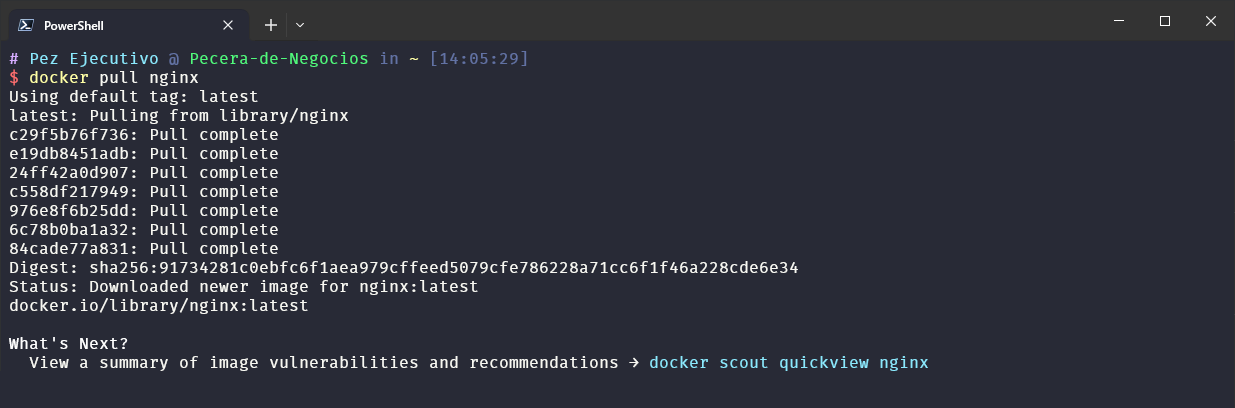 PowerShell
# Pez Ejecutivo @ Pecera-de-Negocios in ~ [14:05:29]
$ docker pull nginx
Using default tag: latest
latest: Pulling from library/nginx
c29f5b76f736: Pull complete
e19db8451adb: Pull complete
24ff42a0d907: Pull complete
c558df217949: Pull complete
976e8f6b25dd: Pull complete
6c78b0ba1a32: Pull complete
84cade77a831: Pull complete
Digest: sha256:91734281c0ebfc6f1aea979cffeed5079cfe786228a71cc6f1f46a228cde6e34
Status: Downloaded newer image for nginx:latest
docker.io/library/nginx:latest
What's Next?
View a summary of image vulnerabilities and recommendations → docker scout quickview nginx